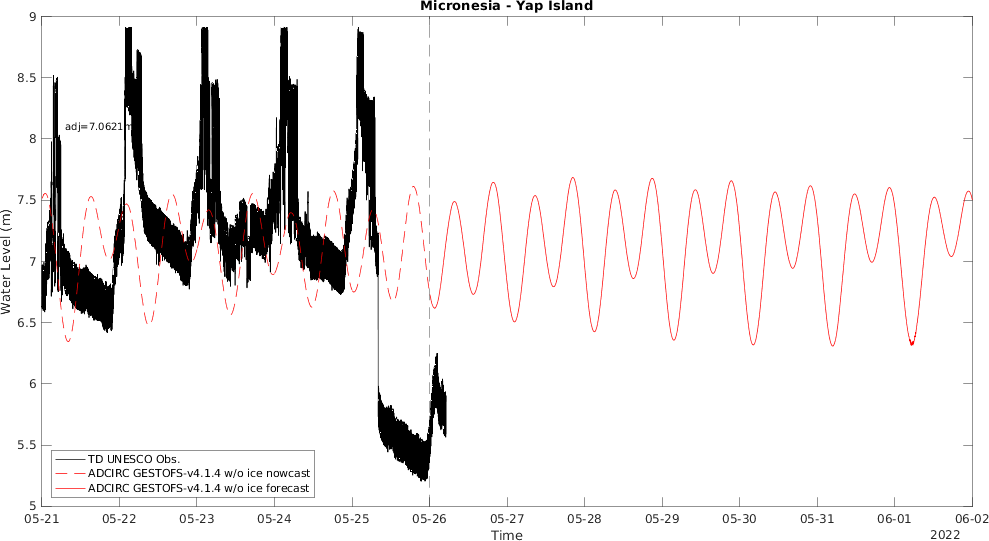 Micronesia - Yap Island
9
8.5
8
7.5
7
6.5
6
5.5
5
Water Level (m)
adj=7.0621m
TD UNESCO Obs.
ADCIRC GESTOFS-v4.1.4 w/o ice nowcast
ADCIRC GESTOFS-v4.1.4 w/o ice forecast
05-21 05-22 05-23 05-24 05-25 05-26 05-27 05-28 05-29 05-30 05-31 06-01 06-02
Time
2022